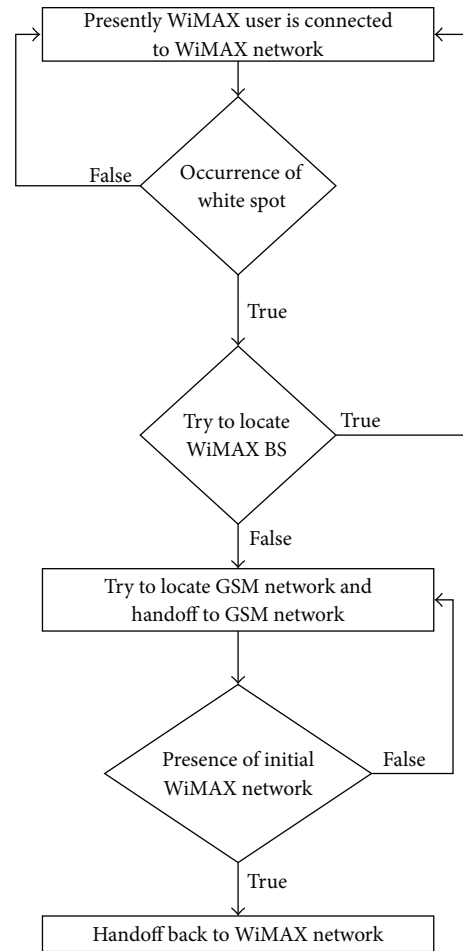 Presently WiMAX user is connected
to WiMAX network
False
Occurrence of
white spot
True
Try to locate
WiMAX BS
True
False
Try to locate GSM network and
handoff to GSM network
Presence of initial
WiMAX network
False
True
Handoff back to WiMAX network